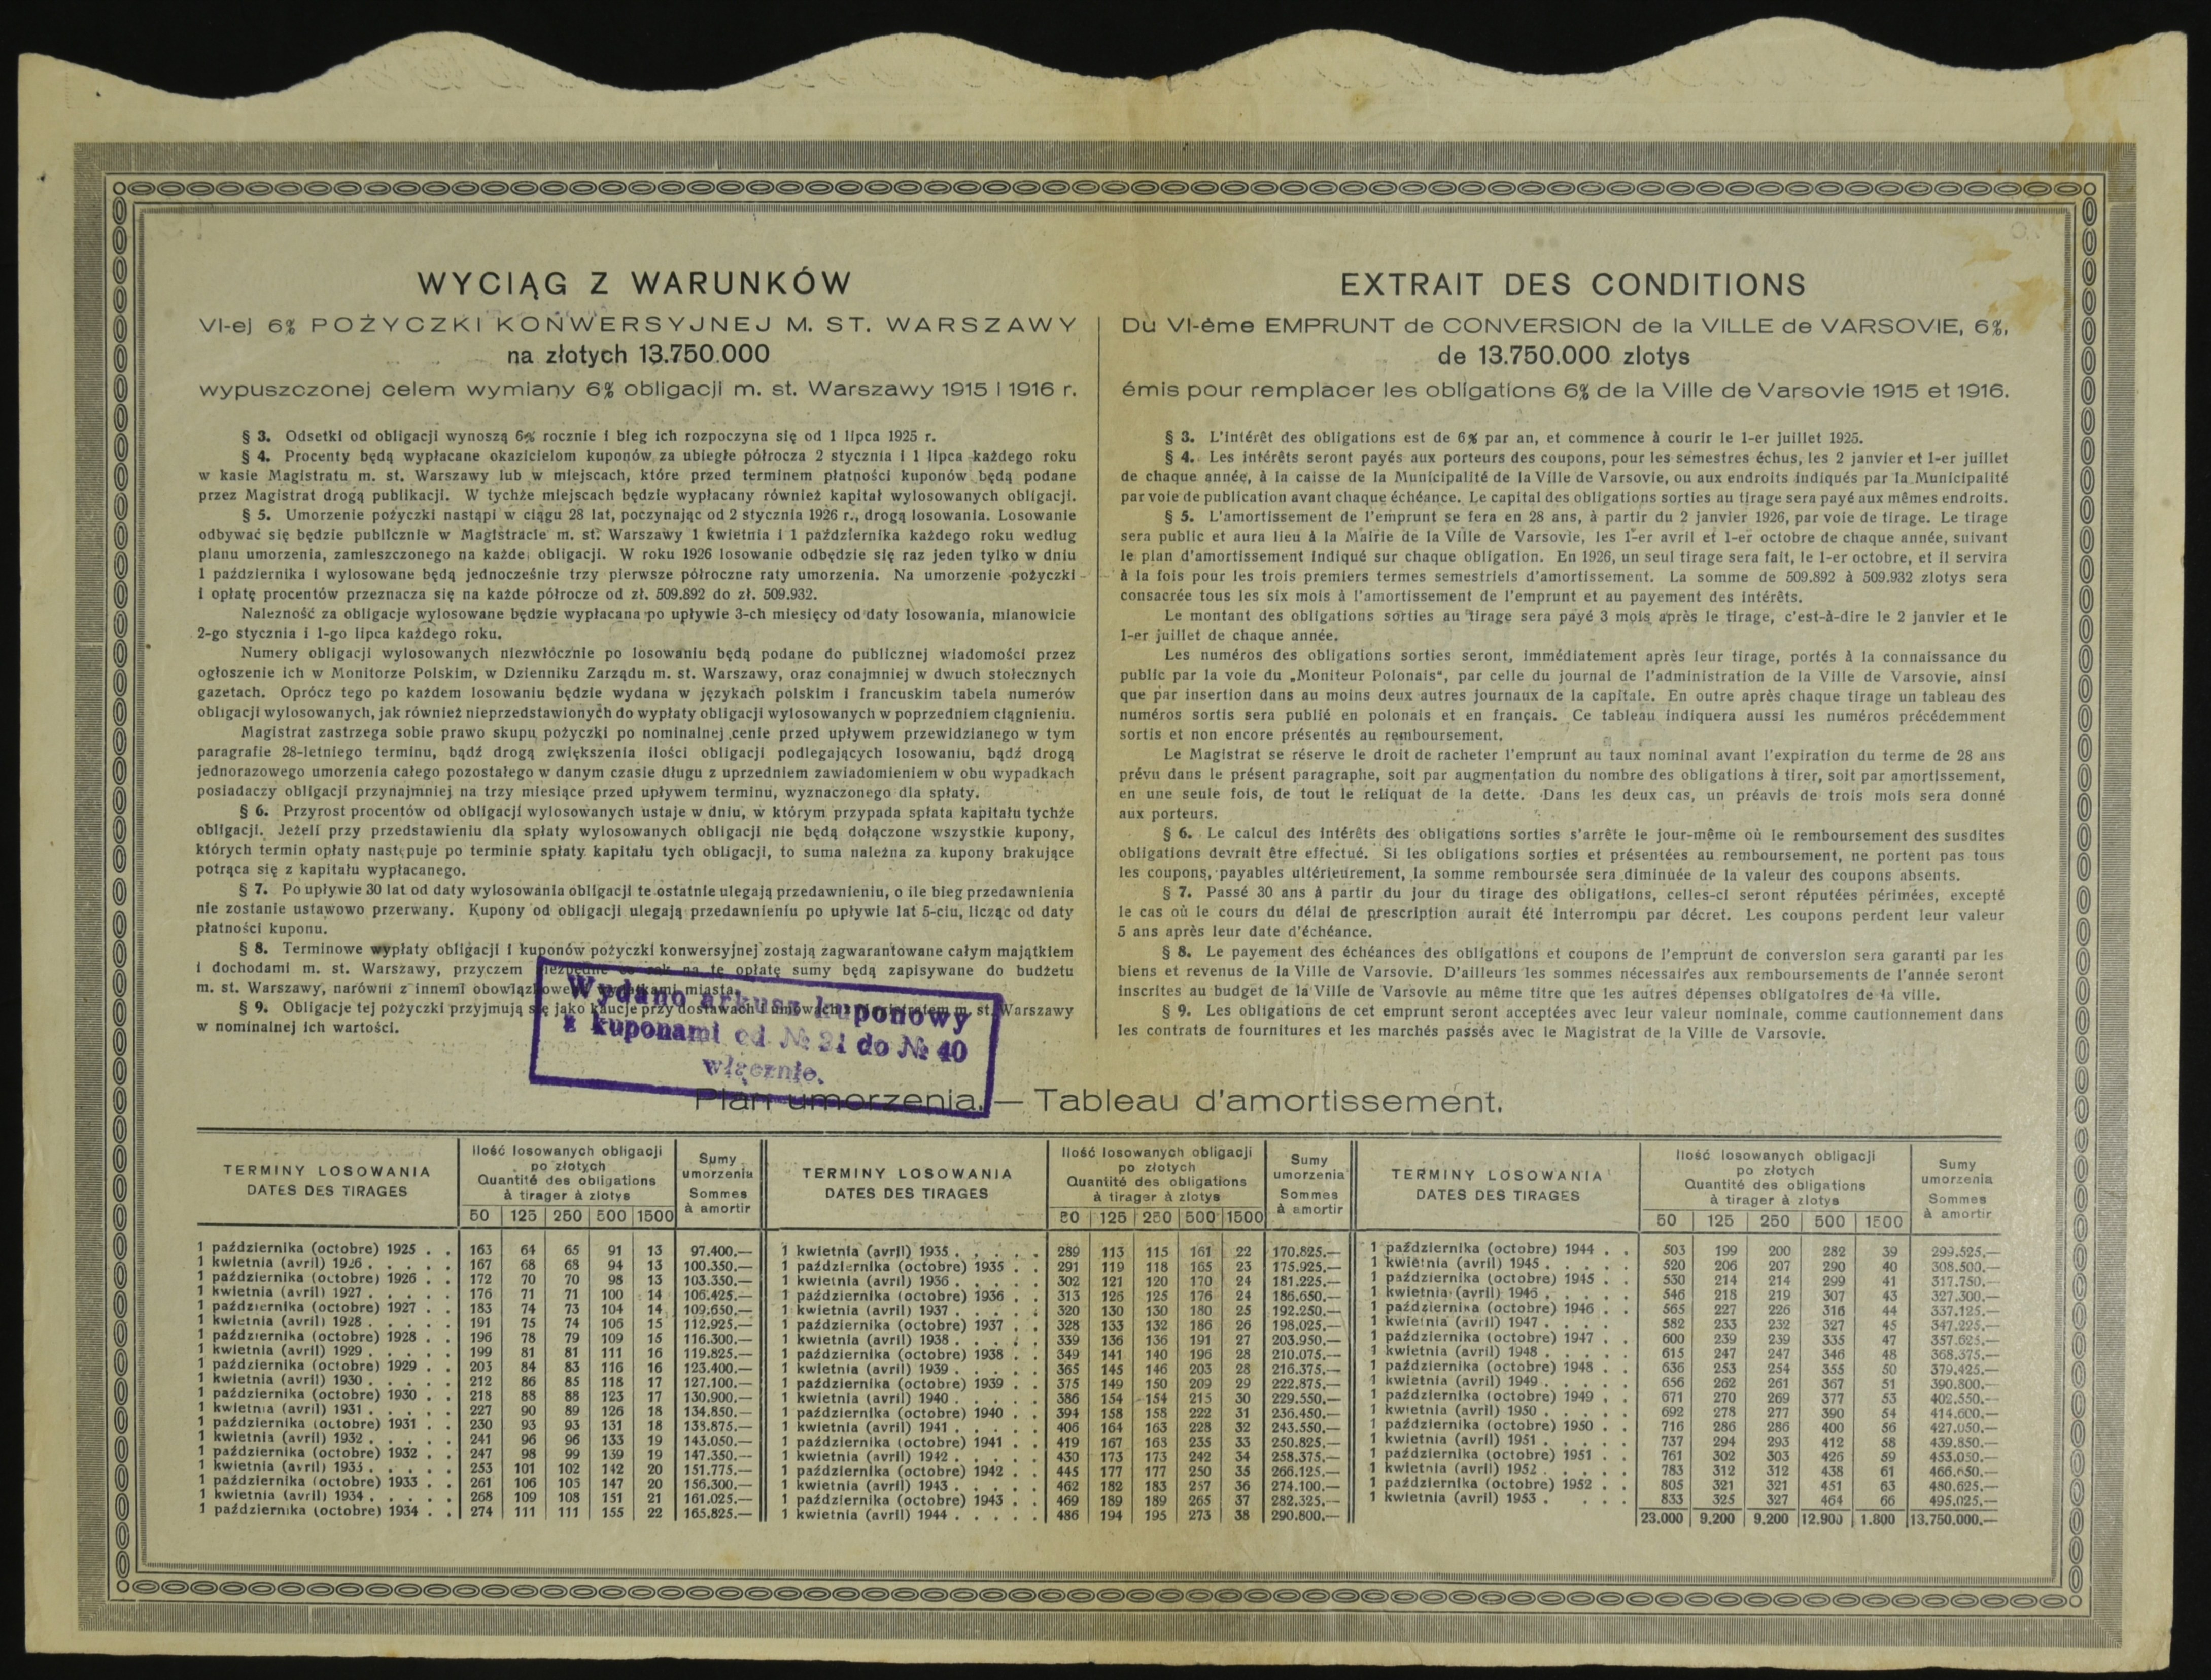 WYCIĄG Z WARUNKÓW
VI-ej 6% POŻYCZKI KONWERSYJNEJ M. ST. WARSZAWY
na złotych 13.750.000
wypuszczonej celem wymiany 6% obligacji m. st. Warszawy 1915 i 1916 r.
§ 3. Odsetki od obligacji wynoszą 6% rocznie i bieg ich rozpoczyna się od 1 lipca 1925 r.
§ 4. Procenty będą wypłacane okazicielom kuponów za ubiegłe półrocza 2 stycznia i 1 lipca każdego roku
w kasie Magistratu m. st. Warszawy lub w miejscach, które przed terminem płatności kuponów będą podane
przez Magistrat drogą publikacji. W tychże miejscach będzie wypłacany również kapitał wylosowanych obligacji.
§ 5. Umorzenie pożyczki nastąpi w ciągu 28 lat, poczynając od 2 stycznia 1926 r., drogą losowania. Losowanie
odbywać się będzie publicznie w Magistracie m. st. Warszawy 1 kwietnia i 1 października każdego roku według
planu umorzenia, zamieszczonego na każdej obligacji. W roku 1926 losowanie odbędzie się raz jeden tylko w dniu
1 października i wylosowane będą jednocześnie trzy pierwsze półroczne raty umorzenia. Na umorzenie pożyczki
i opłatę procentów przeznacza się na każde półrocze od zł. 509.892 do zł. 509.932.
Należność za obligacje wylosowane będzie wypłacana po upływie 3-ch miesięcy od daty losowania, mianowicie
2-go stycznia i 1-go lipca każdego roku.
Numery obligacji wylosowanych niezwłócznie po losowaniu będą podane do publicznej wiadomości przez
ogłoszenie ich w Monitorze Polskim, w Dzienniku Zarządu m. st. Warszawy, oraz conajmniej w dwuch stołecznych
gazetach. Oprócz tego po każdem losowaniu będzie wydana w językach polskim i francuskim tabela numerów
obligacji wylosowanych, jak również nieprzedstawionych do wypłaty obligacji wylosowanych w poprzedniem ciągnieniu.
Magistrat zastrzega sobie prawo skupu pożyczki po nominalnej cenie przed upływem przewidzianego w tym
paragrafie 28-letniego terminu, bądź drogą zwiększenia ilości obligacji podlegających losowaniu, bądź drogą
jednorazowego umorzenia całego pozostałego w danym czasie długu z uprzedniem zawiadomieniem w obu wypadkach
posiadaczy obligacji przynajmniej na trzy miesiące przed upływem terminu, wyznaczonego dla spłaty.
§ 6. Przyrost procentów od obligacji wylosowanych ustaje w dniu, w którym przypada spłata kapitału tychże
obligacji. Jeżeli przy przedstawieniu dla spłaty wylosowanych obligacji nie będą dołączone wszystkie kupony,
których termin opłaty następuje po terminie spłaty kapitału tych obligacji, to suma należna za kupony brakujące
potrąca się z kapitału wypłacanego.
§ 7. Po upływie 30 lat od daty wylosowania obligacji te ostatnie ulegają przedawnieniu, o ile bieg przedawnienia
nie zostanie ustawowo przerwany. Kupony od obligacji ulegają przedawnieniu po upływie lat 5-ciu, licząc od daty
płatności kuponu.
§ 8. Terminowe wypłaty obligacji i kuponów pożyczki konwersyjnej zostają zagwarantowane całym majątkiem
i dochodami m. st. Warszawy, przyczem niezbędne co rok na tę opłatę sumy będą zapisywane do budżetu
m. st. Warszawy, narówni z innemi obowiązkowemi wydatkami miasta.
§ 9. Obligacje tej pożyczki przyjmują się jako kaucje przy dostawach i umowach z Magistratem m. st. Warszawy
w nominalnej ich wartości.
Wydano arkusz kuponowy
z kuponami od № 21 do № 40
włącznie.
EXTRAIT DES CONDITIONS
Du VI-ème EMPRUNT de CONVERSION de la VILLE de VARSOVIE, 6%,
de 13.750.000 zlotys
émis pour remplacer les obligations 6% de la Ville de Varsovie 1915 et 1916.
§ 3. L'intérêt des obligations est de 6% par an, et commence à courir le 1-er juillet 1925.
§ 4. Les intérêts seront payés aux porteurs des coupons, pour les semestres échus, les 2 janvier et 1-er juillet
de chaque année, à la caisse de la Municipalité de la Ville de Varsovie, ou aux endroits indiqués par la Municipalité
par voie de publication avant chaque échéance. Le capital des obligations sorties au tirage sera payé aux mêmes endroits.
§ 5. L'amortissement de l'emprunt se fera en 28 ans, à partir du 2 janvier 1926, par voie de tirage. Le tirage
sera public et aura lieu à la Mairie de la Ville de Varsovie, les 1-er avril et 1-er octobre de chaque année, suivant
le plan d'amortissement indiqué sur chaque obligation. En 1926, un seul tirage sera fait, le 1-er octobre, et il servira
à la fois pour les trois premiers termes semestriels d'amortissement. La somme de 509.892 à 509.932 zlotys sera
consacrée tous les six mois à l'amortissement de l'emprunt et au payement des intérêts.
Le montant des obligations sorties au tirage sera payé 3 mois après le tirage, c'est-à-dire le 2 janvier et le
1-er juillet de chaque année.
Les numéros des obligations sorties seront, immédiatement après leur tirage, portés à la connaissance du
public par la voie du „Moniteur Polonais", par celle du journal de l'administration de la Ville de Varsovie, ainsi
que par insertion dans au moins deux autres journaux de la capitale. En outre après chaque tirage un tableau des
numéros sortis sera publié en polonais et en français. Ce tableau indiquera aussi les numéros précédemment
sortis et non encore présentés au remboursement.
Le Magistrat se réserve le droit de racheter l'emprunt au taux nominal avant l'expiration du terme de 28 ans
prévu dans le présent paragraphe, soit par augmentation du nombre des obligations à tirer, soit par amortissement,
en une seule fois, de tout le reliquat de la dette. Dans les deux cas, un préavis de trois mois sera donné
aux porteurs.
§ 6. Le calcul des intérêts des obligations sorties s'arrête le jour-même où le remboursement des susdites
obligations devrait être effectué. Si les obligations sorties et présentées au remboursement, ne portent pas tous
les coupons, payables ultérieurement, la somme remboursée sera diminuée de la valeur des coupons absents.
§ 7. Passé 30 ans à partir du jour du tirage des obligations, celles-ci seront réputées périmées, excepté
le cas où le cours du délai de prescription aurait été interrompu par décret. Les coupons perdent leur valeur
5 ans après leur date d'échéance.
§ 8. Le payement des échéances des obligations et coupons de l'emprunt de conversion sera garanti par les
biens et revenus de la Ville de Varsovie. D'ailleurs les sommes nécessaires aux remboursements de l'année seront
inscrites au budget de la Ville de Varsovie au même titre que les autres dépenses obligatoires de la ville.
§ 9. Les obligations de cet emprunt seront acceptées avec leur valeur nominale, comme cautionnement dans
les contrats de fournitures et les marchés passés avec le Magistrat de la Ville de Varsovie.
Plan umorzenia. — Tableau d'amortissement.
TERMINY LOSOWANIA
DATES DES TIRAGES
Ilość losowanych obligacji
po złotych
Quantité des obligations
à tirager à zlotys
50 125 250 500 1500
Sumy
umorzenia
Sommes
à amortir
1 października (octobre) 1925 . . 163 64 65 91 13 97.400.—
1 kwietnia (avril) 1926 . . . . . 167 68 68 94 13 100.350.—
1 października (octobre) 1926 . . 172 70 70 98 13 103.350.—
1 kwietnia (avril) 1927 . . . . . 176 71 71 100 14 106.425.—
1 października (octobre) 1927 . . 183 74 73 104 14 109.650.—
1 kwietnia (avril) 1928 . . . . . 191 75 74 106 15 112.925.—
1 października (octobre) 1928 . . 196 78 79 109 15 116.300.—
1 kwietnia (avril) 1929 . . . . . 199 81 81 111 16 119.825.—
1 października (octobre) 1929 . . 203 84 83 116 16 123.400.—
1 kwietnia (avril) 1930 . . . . . 212 86 85 118 17 127.100.—
1 października (octobre) 1930 . . 218 88 88 123 17 130.900.—
1 kwietnia (avril) 1931 . . . . . 227 90 89 126 18 134.850.—
1 października (octobre) 1931 . . 230 93 93 131 18 138.875.—
1 kwietnia (avril) 1932 . . . . . 241 96 96 133 19 143.050.—
1 października (octobre) 1932 . . 247 98 99 139 19 147.350.—
1 kwietnia (avril) 1933 . . . . . 253 101 102 142 20 151.775.—
1 października (octobre) 1933 . . 261 106 105 147 20 156.300.—
1 kwietnia (avril) 1934 . . . . . 268 109 108 151 21 161.025.—
1 października (octobre) 1934 . . 274 111 111 155 22 165.825.—
TERMINY LOSOWANIA
DATES DES TIRAGES
Ilość losowanych obligacji
po złotych
Quantité des obligations
à tirager à zlotys
50 125 250 500 1500
Sumy
umorzenia
Sommes
à amortir
1 kwietnia (avril) 1935 . . . . . 289 113 115 161 22 170.825.—
1 października (octobre) 1935 . . 291 119 118 165 23 175.925.—
1 kwietnia (avril) 1936 . . . . . 302 121 120 170 24 181.225.—
1 października (octobre) 1936 . . 313 126 125 176 24 186.650.—
1 kwietnia (avril) 1937 . . . . . 320 130 130 180 25 192.250.—
1 października (octobre) 1937 . . 328 133 132 186 26 198.025.—
1 kwietnia (avril) 1938 . . . . . 339 136 136 191 27 203.950.—
1 października (octobre) 1938 . . 349 141 140 196 28 210.075.—
1 kwietnia (avril) 1939 . . . . . 365 145 146 203 28 216.375.—
1 października (octobre) 1939 . . 375 149 150 209 29 222.875.—
1 kwietnia (avril) 1940 . . . . . 386 154 154 215 30 229.550.—
1 października (octobre) 1940 . . 394 158 158 222 31 236.450.—
1 kwietnia (avril) 1941 . . . . . 406 164 163 228 32 243.550.—
1 października (octobre) 1941 . . 419 167 168 235 33 250.825.—
1 kwietnia (avril) 1942 . . . . . 430 173 173 242 34 258.375.—
1 października (octobre) 1942 . . 445 177 177 250 35 266.125.—
1 kwietnia (avril) 1943 . . . . . 462 182 183 257 36 274.100.—
1 października (octobre) 1943 . . 469 189 189 265 37 282.325.—
1 kwietnia (avril) 1944 . . . . . 486 194 195 273 38 290.800.—
TERMINY LOSOWANIA
DATES DES TIRAGES
Ilość losowanych obligacji
po złotych
Quantité des obligations
à tirager à zlotys
50 125 250 500 1500
Sumy
umorzenia
Sommes
à amortir
1 października (octobre) 1944 . . 503 199 200 282 39 299.525.—
1 kwietnia (avril) 1945 . . . . . 520 206 207 290 40 308.500.—
1 października (octobre) 1945 . . 530 214 214 299 41 317.750.—
1 kwietnia (avril) 1946 . . . . . 546 218 219 307 43 327.300.—
1 października (octobre) 1946 . . 565 227 226 316 44 337.125.—
1 kwietnia (avril) 1947 . . . . 582 233 232 327 45 347.225.—
1 października (octobre) 1947 . . 600 239 239 335 47 357.625.—
1 kwietnia (avril) 1948 . . . . . 615 247 247 346 48 368.375.—
1 października (octobre) 1948 . . 636 253 254 355 50 379.425.—
1 kwietnia (avril) 1949 . . . . . 656 262 261 367 51 390.800.—
1 października (octobre) 1949 . . 671 270 269 377 53 402.550.—
1 kwietnia (avril) 1950 . . . . . 692 278 277 390 54 414.600.—
1 października (octobre) 1950 . . 716 286 286 400 56 427.050.—
1 kwietnia (avril) 1951 . . . . . 737 294 293 412 58 439.850.—
1 października (octobre) 1951 . . 761 302 303 426 59 453.050.—
1 kwietnia (avril) 1952 . . . . . 783 312 312 438 61 466.650.—
1 października (octobre) 1952 . . 805 321 321 451 63 480.625.—
1 kwietnia (avril) 1953 . . . . 833 325 327 464 66 495.025.—
23.000 9.200 9.200 12.900 1.800 13.750.000.—